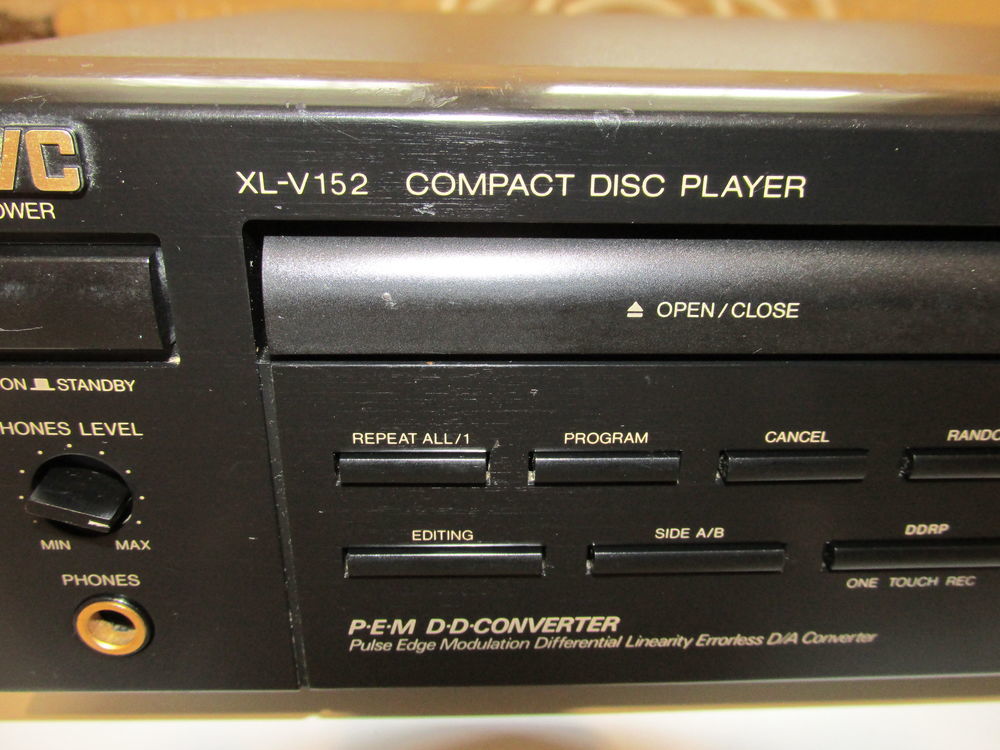 VC
OWER
XL-V152 COMPACT DISC PLAYER
OPEN/CLOSE
ON STANDBY
HONES LEVEL
MIN MAX
PHONES
REPEAT ALL/1 PROGRAM CANCEL RANDO
EDITING SIDE A/B DDRP
ONE TOUCH REC
P·E·M D·D·CONVERTER
Pulse Edge Modulation Differential Linearity Errorless D/A Converter